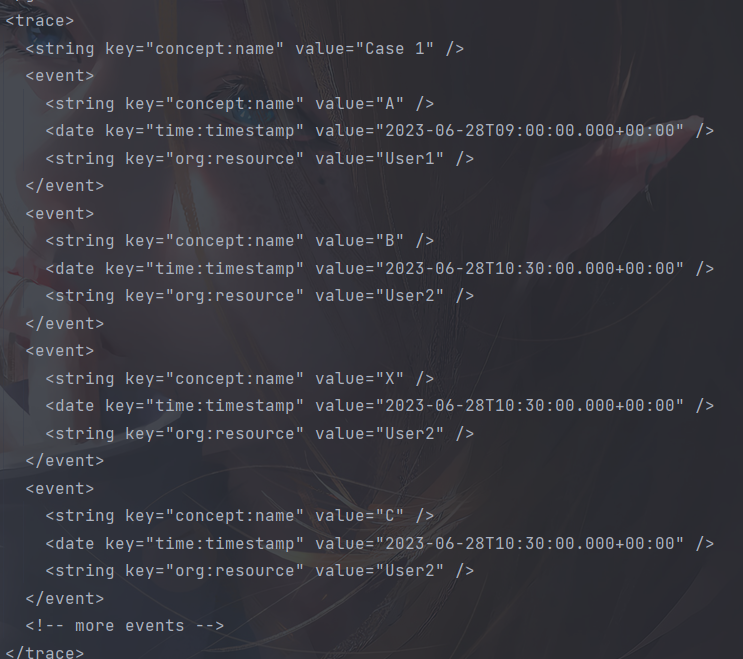 <trace>
<string key="concept:name" value="Case 1" />
<event>
<string key="concept:name" value="A" />
<date key="time:timestamp" value="2023-06-28T09:00:00.000+00:00" />
<string key="org:resource" value="User1" />
</event>
<event>
<string key="concept:name" value="B" />
<date key="time:timestamp" value="2023-06-28T10:30:00.000+00:00" />
<string key="org:resource" value="User2" />
</event>
<event>
<string key="concept:name" value="X" />
<date key="time:timestamp" value="2023-06-28T10:30:00.000+00:00" />
<string key="org:resource" value="User2" />
</event>
<event>
<string key="concept:name" value="C" />
<date key="time:timestamp" value="2023-06-28T10:30:00.000+00:00" />
<string key="org:resource" value="User2" />
</event>
<!-- more events -->
</trace>